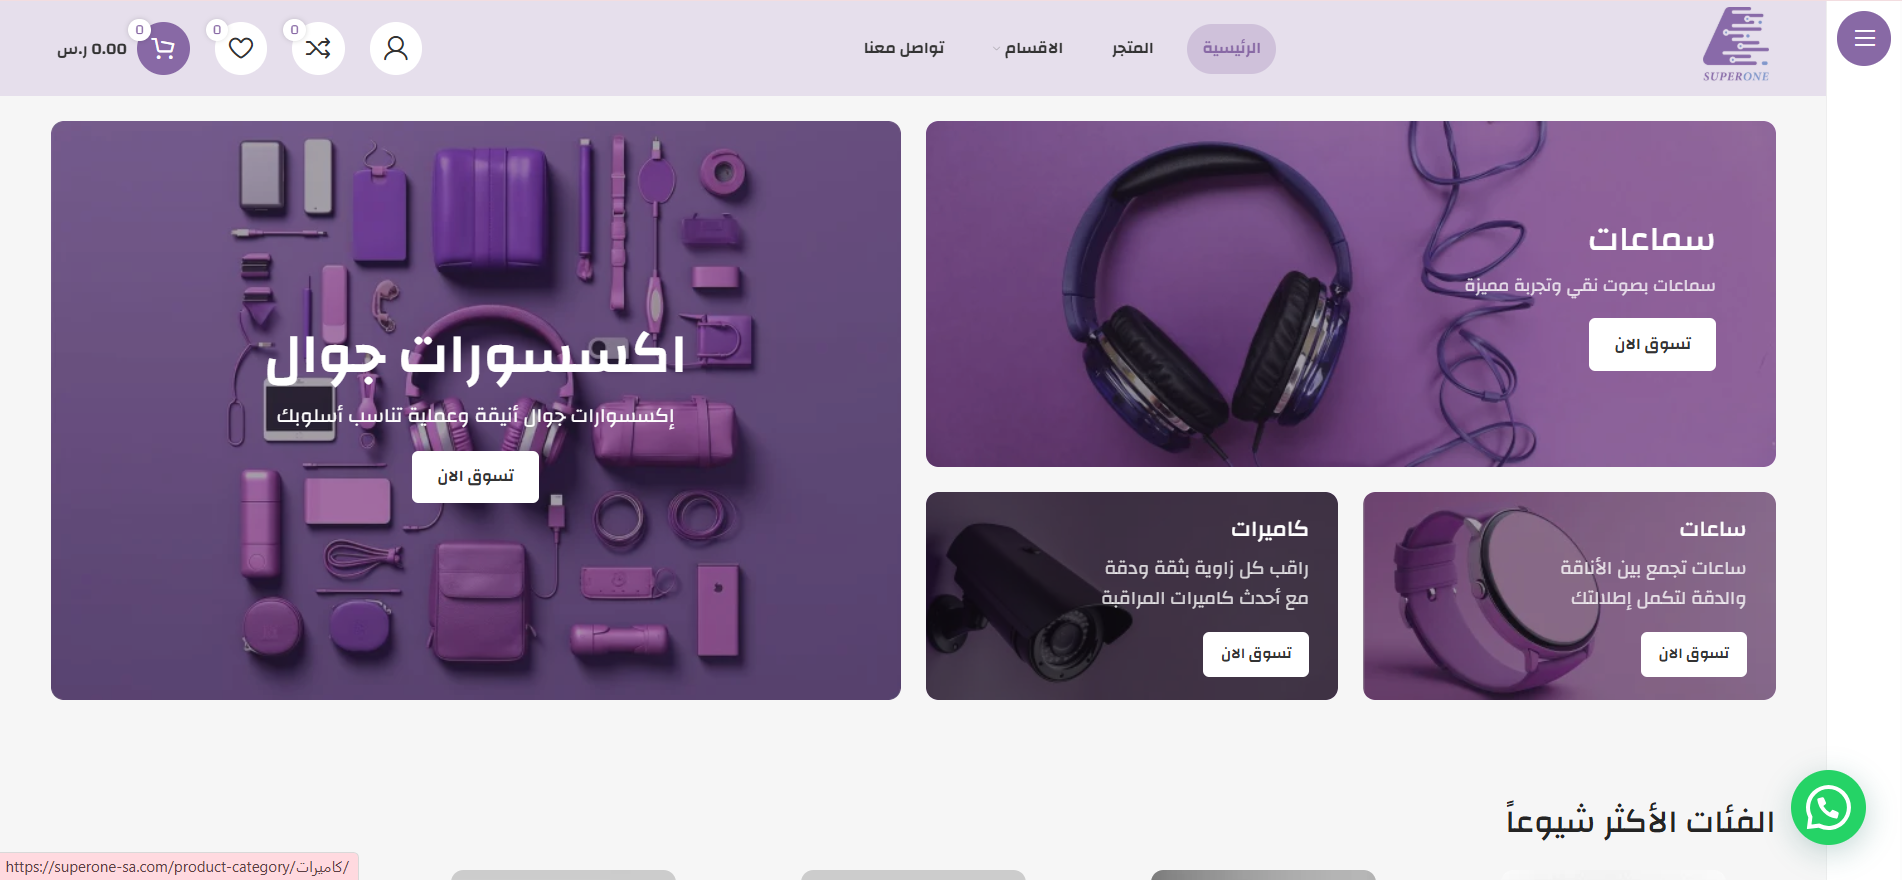 SUPERONE
الرئيسية
المتجر
الاقسام
تواصل معنا
0
0
0
0.00 ر.س
سماعات
سماعات بصوت نقي وتجربة مميزة
تسوق الان
اكسسورات جوال
إكسسوارات جوال أنيقة وعملية تناسب أسلوبك
تسوق الان
ساعات
ساعات تجمع بين الأناقة
والدقة لتكمل إطلالتك
تسوق الان
كاميرات
راقب كل زاوية بثقة ودقة
مع أحدث كاميرات المراقبة
تسوق الان
الفئات الأكثر شيوعاً
https://superone-sa.com/product-category/كاميرات/